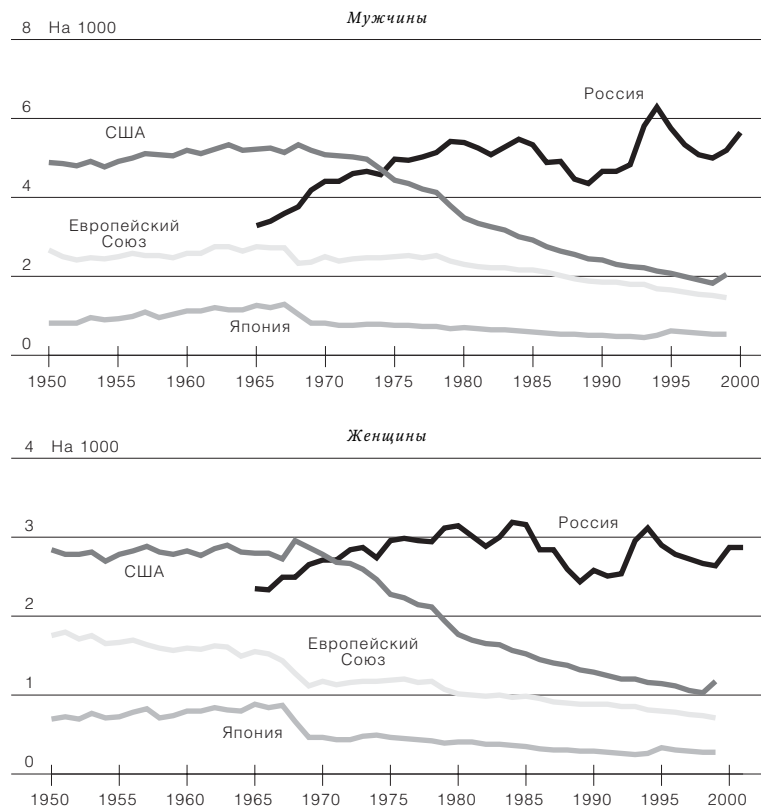 Мужчины
8 На 1000
Россия
6
США
4
Европейский
Союз
2
Япония
0
1950 1955 1960 1965 1970 1975 1980 1985 1990 1995 2000
Женщины
4 На 1000
3
Россия
США
2
Европейский
Союз
1
Япония
0
1950 1955 1960 1965 1970 1975 1980 1985 1990 1995 2000